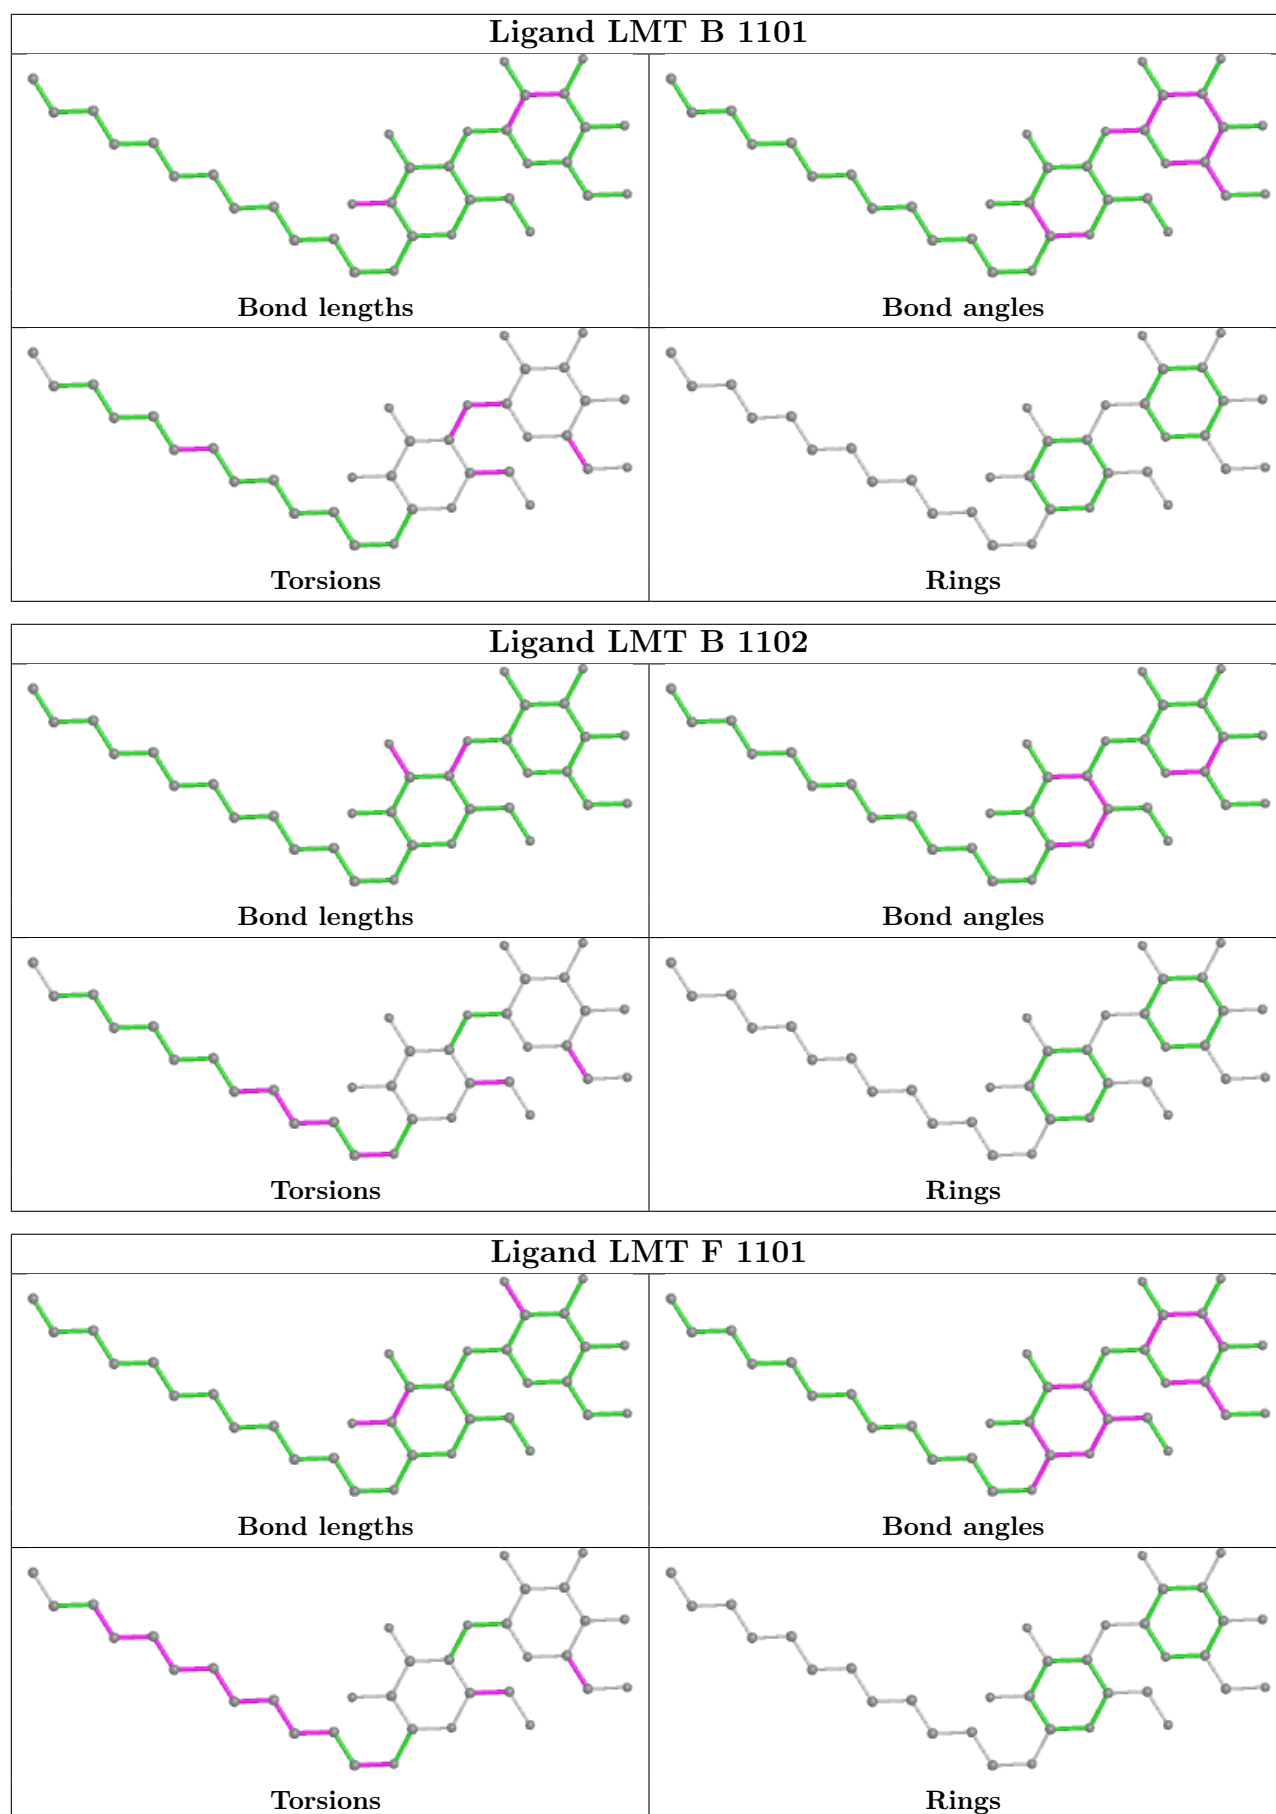 Ligand LMT B 1101
Bond lengths
Bond angles
Torsions
Rings
Ligand LMT B 1102
Bond lengths
Bond angles
Torsions
Rings
Ligand LMT F 1101
Bond lengths
Bond angles
Torsions
Rings